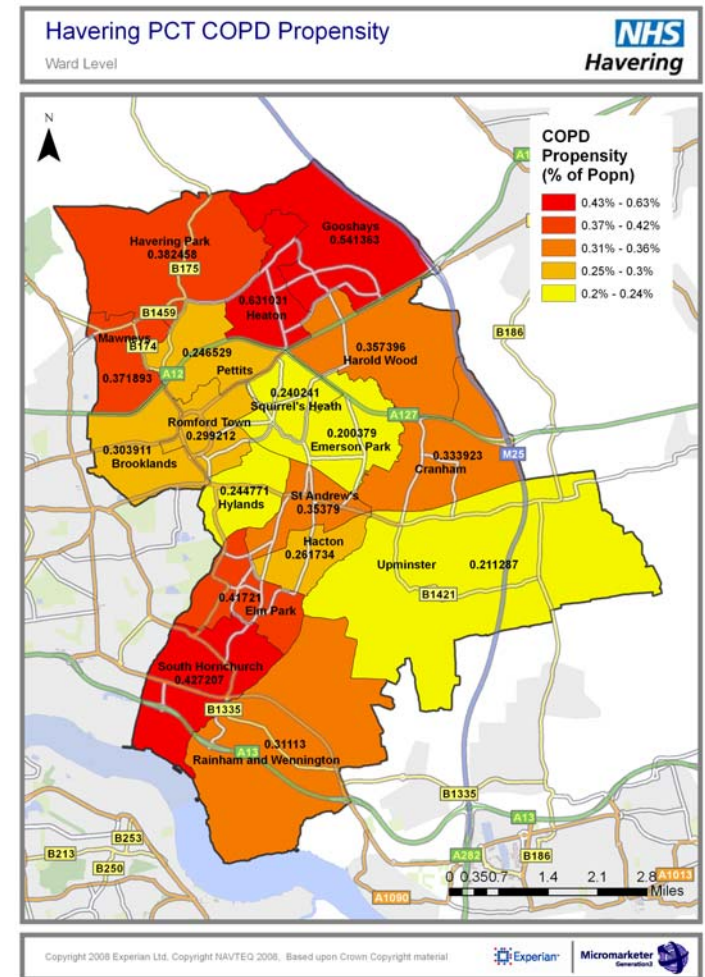 Havering PCT COPD Propensity
Ward Level
NHS
Havering
N
COPD
Propensity
(% of Popn)
0.43% - 0.63%
0.37% - 0.42%
0.31% - 0.36%
0.25% - 0.3%
0.2% - 0.24%
Gooshays
0.541363
Havering Park
0.382458
B175
0.631031
Heaton
B1459
Mawneys
B174
0.371893
A12
0.246529
Pettits
0.357396
Harold Wood
B186
0.240241
Squirrel's Heath
A127
Romford Town
0.299212
0.200379
Emerson Park
0.303911
Brooklands
0.333923
Cranham
M25
0.244771
Hylands
St Andrew's
0.35379
Hacton
0.261734
Upminster
0.211287
B1421
0.41721
Elm Park
South Hornchurch
0.427207
B1335
0.31113
A13
Rainham and Wennington
B1335
A13
B253
B213
B250
A282
B186
A1090
A1013
0 0.35 0.7 1.4 2.1 2.8
Miles
Copyright 2008 Experian Ltd, Copyright NAVTEQ 2008, Based upon Crown Copyright material
Experian
Micromarketer
Generation3